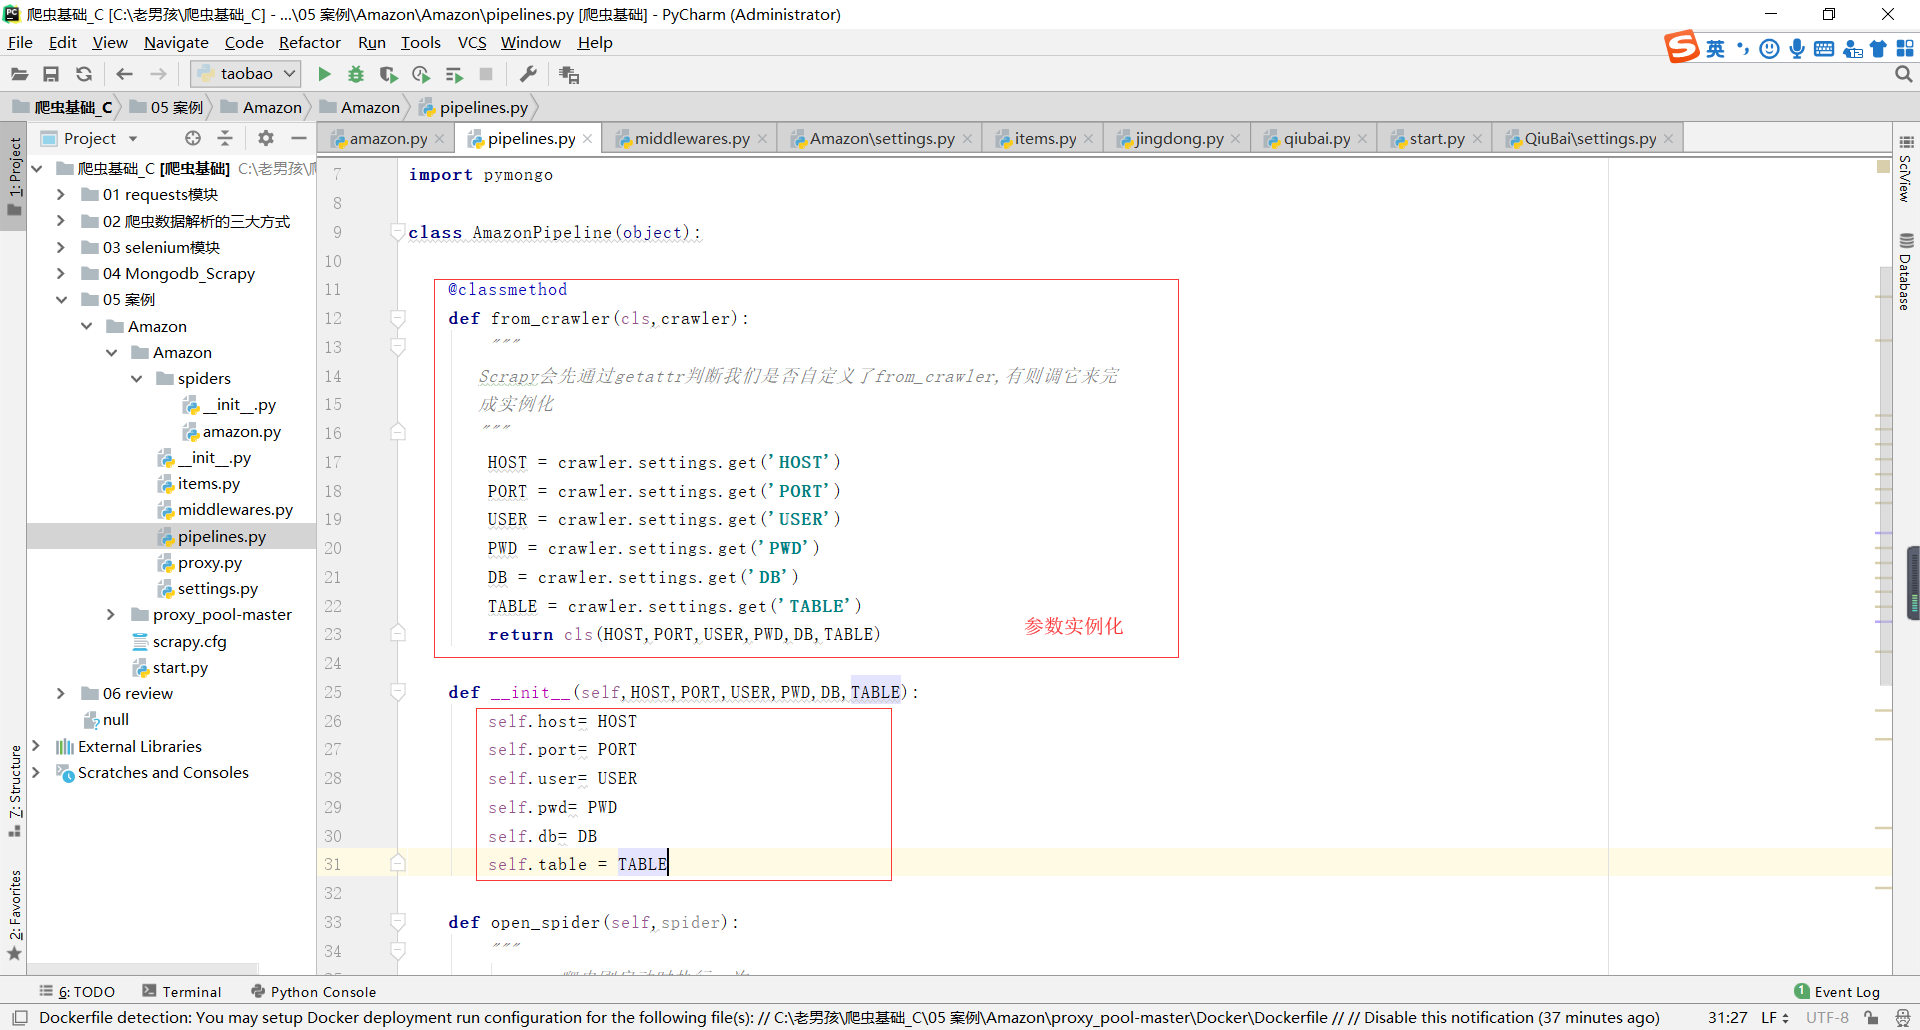 爬虫基础_C [C:\老男孩\爬虫基础_C] - ...\05 案例\Amazon\Amazon\pipelines.py [爬虫基础] - PyCharm (Administrator)
File Edit View Navigate Code Refactor Run Tools VCS Window Help
英
taobao
爬虫基础_C 05 案例 Amazon Amazon pipelines.py
Project
amazon.py pipelines.py middlewares.py Amazon\settings.py items.py jingdong.py qiubai.py start.py QiuBai\settings.py
1: Project
7: Structure
2: Favorites
爬虫基础_C [爬虫基础] C:\老男孩\
01 requests模块
02 爬虫数据解析的三大方式
03 selenium模块
04 Mongodb_Scrapy
05 案例
Amazon
Amazon
spiders
__init__.py
amazon.py
__init__.py
items.py
middlewares.py
pipelines.py
proxy.py
settings.py
proxy_pool-master
scrapy.cfg
start.py
06 review
null
External Libraries
Scratches and Consoles
7 import pymongo
8
9 class AmazonPipeline(object):
10
11 @classmethod
12 def from_crawler(cls,crawler):
13 """
14 Scrapy会先通过getattr判断我们是否自定义了from_crawler,有则调它来完
15 成实例化
16 """
17 HOST = crawler.settings.get('HOST')
18 PORT = crawler.settings.get('PORT')
19 USER = crawler.settings.get('USER')
20 PWD = crawler.settings.get('PWD')
21 DB = crawler.settings.get('DB')
22 TABLE = crawler.settings.get('TABLE')
23 return cls(HOST,PORT,USER,PWD,DB,TABLE)
参数实例化
24
25 def __init__(self,HOST,PORT,USER,PWD,DB,TABLE):
26 self.host= HOST
27 self.port= PORT
28 self.user= USER
29 self.pwd= PWD
30 self.db= DB
31 self.table = TABLE
32
33 def open_spider(self,spider):
34 """
SciView
Database
6: TODO Terminal Python Console
1 Event Log
Dockerfile detection: You may setup Docker deployment run configuration for the following file(s): // C:\老男孩\爬虫基础_C\05 案例\Amazon\proxy_pool-master\Docker\Dockerfile // // Disable this notification (37 minutes ago) 31:27 LF UTF-8